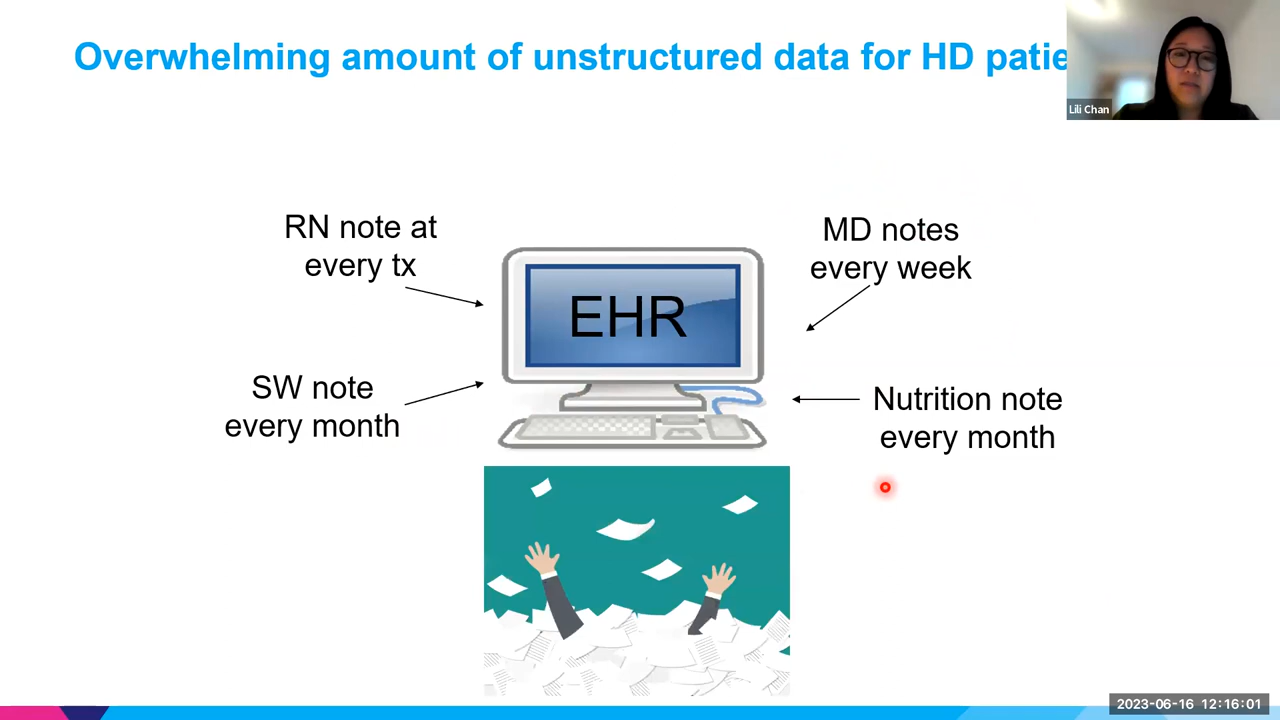 Overwhelming amount of unstructured data for HD patie
Lili Chan
RN note at
every tx
MD notes
every week
EHR
SW note
every month
Nutrition note
every month
2023-06-16 12:16:01